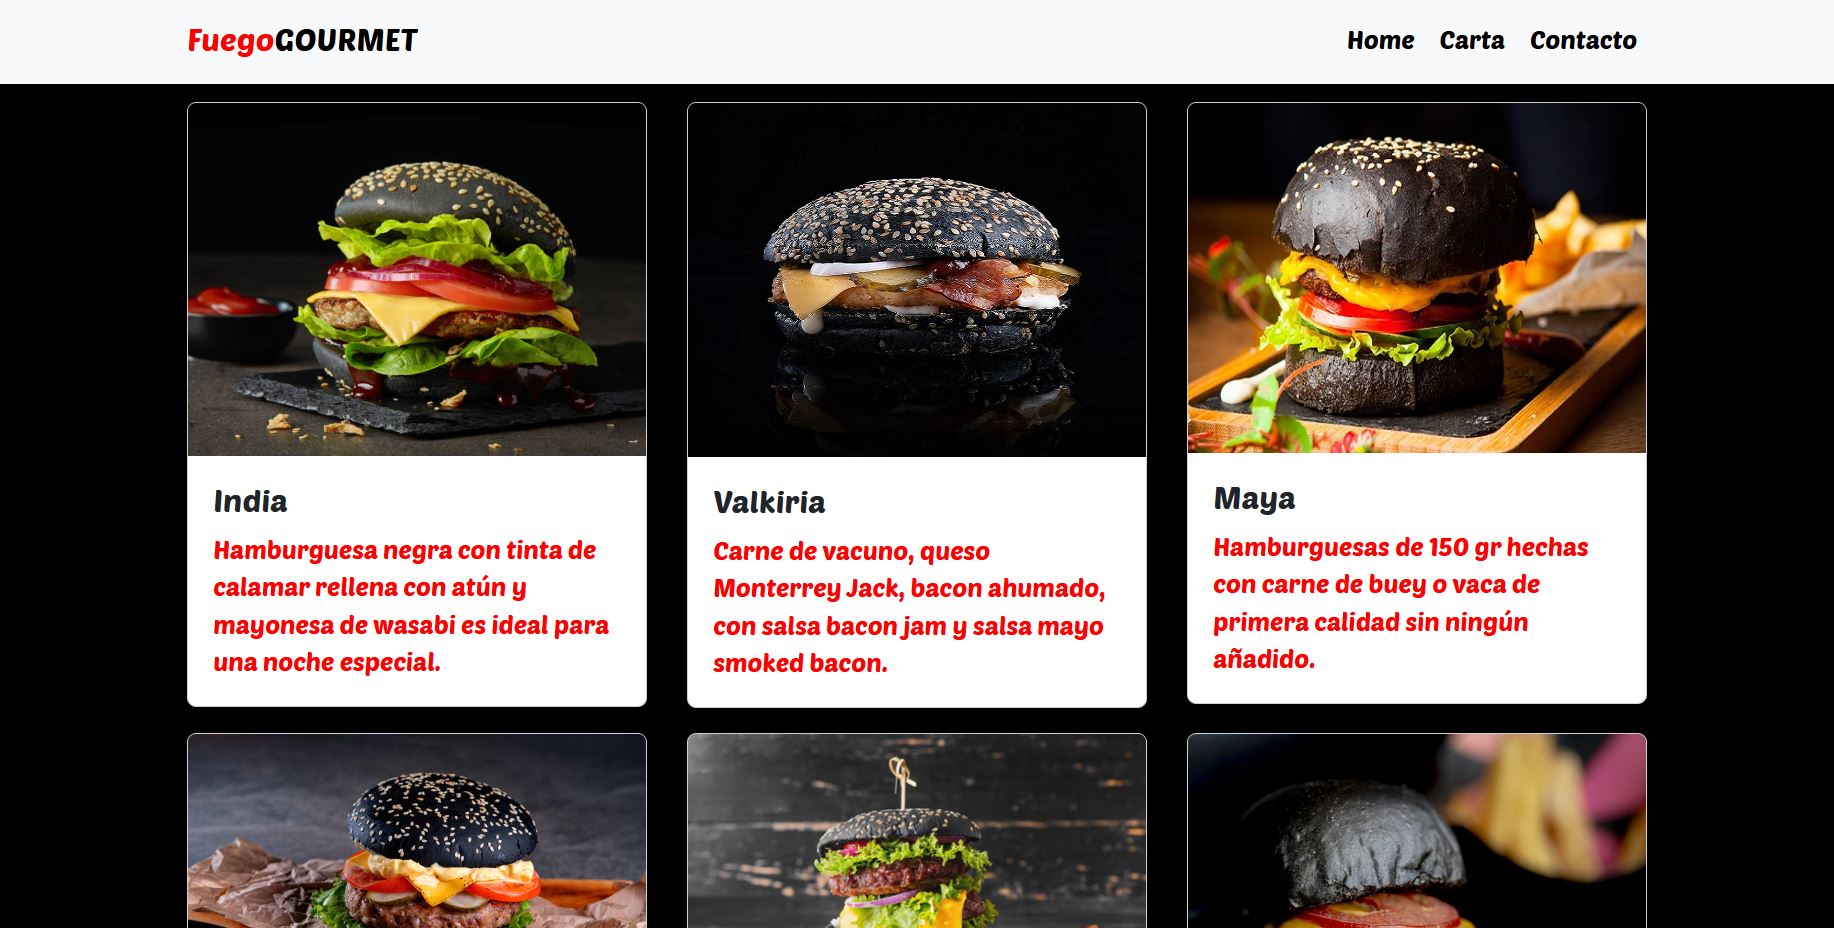 FuegoGOURMET
Home Carta Contacto
India
Hamburguesa negra con tinta de
calamar rellena con atún y
mayonesa de wasabi es ideal para
una noche especial.
Valkiria
Carne de vacuno, queso
Monterrey Jack, bacon ahumado,
con salsa bacon jam y salsa mayo
smoked bacon.
Maya
Hamburguesas de 150 gr hechas
con carne de buey o vaca de
primera calidad sin ningún
añadido.